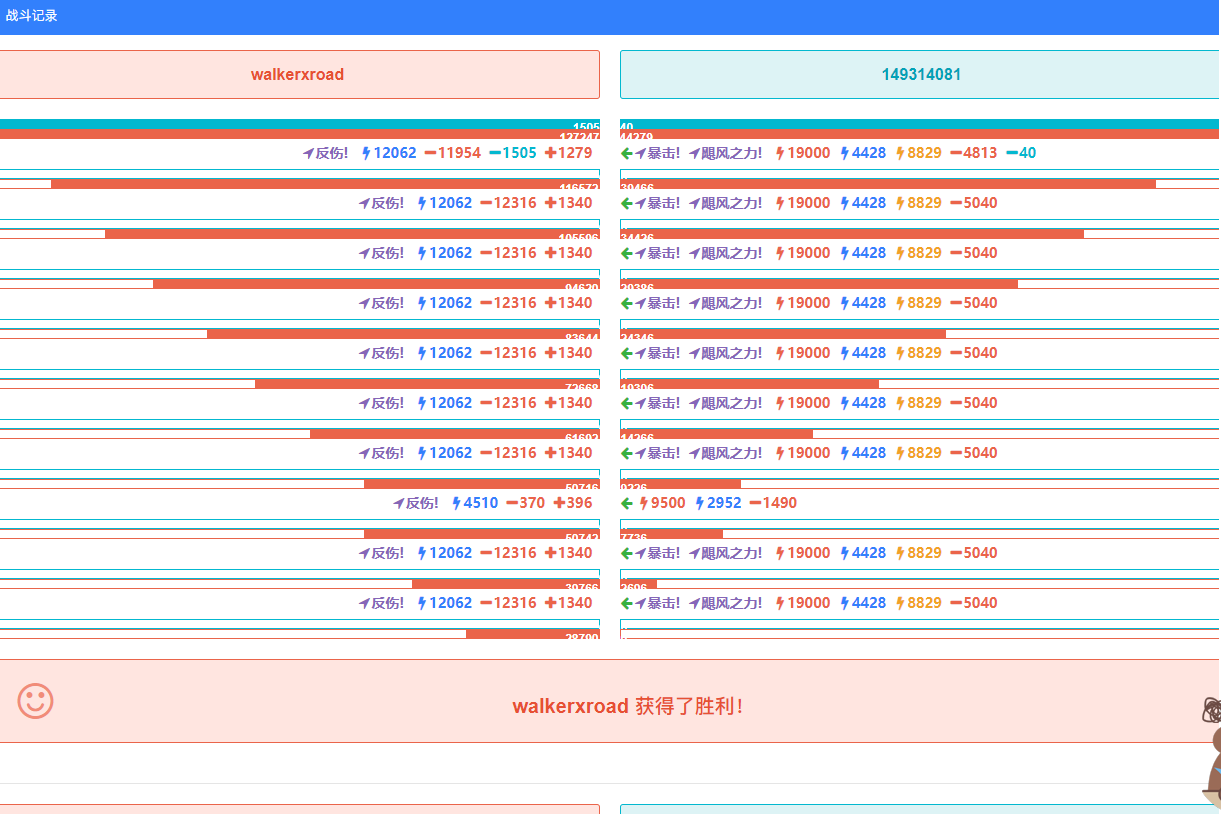 战斗记录
walkerxroad 149314081
1505 40
127247 44279
反伤! 12062 −11954 −1505 +1279 暴击! 飓风之力! 19000 4428 8829 −4813 −40
116572 39466
反伤! 12062 −12316 +1340 暴击! 飓风之力! 19000 4428 8829 −5040
105596 34426
反伤! 12062 −12316 +1340 暴击! 飓风之力! 19000 4428 8829 −5040
94620 29386
反伤! 12062 −12316 +1340 暴击! 飓风之力! 19000 4428 8829 −5040
83644 24346
反伤! 12062 −12316 +1340 暴击! 飓风之力! 19000 4428 8829 −5040
72668 19306
反伤! 12062 −12316 +1340 暴击! 飓风之力! 19000 4428 8829 −5040
61692 14266
反伤! 12062 −12316 +1340 暴击! 飓风之力! 19000 4428 8829 −5040
50716 9226
反伤! 4510 −370 +396 9500 2952 −1490
50742 7736
反伤! 12062 −12316 +1340 暴击! 飓风之力! 19000 4428 8829 −5040
39766 2696
反伤! 12062 −12316 +1340 暴击! 飓风之力! 19000 4428 8829 −5040
28790
walkerxroad 获得了胜利!